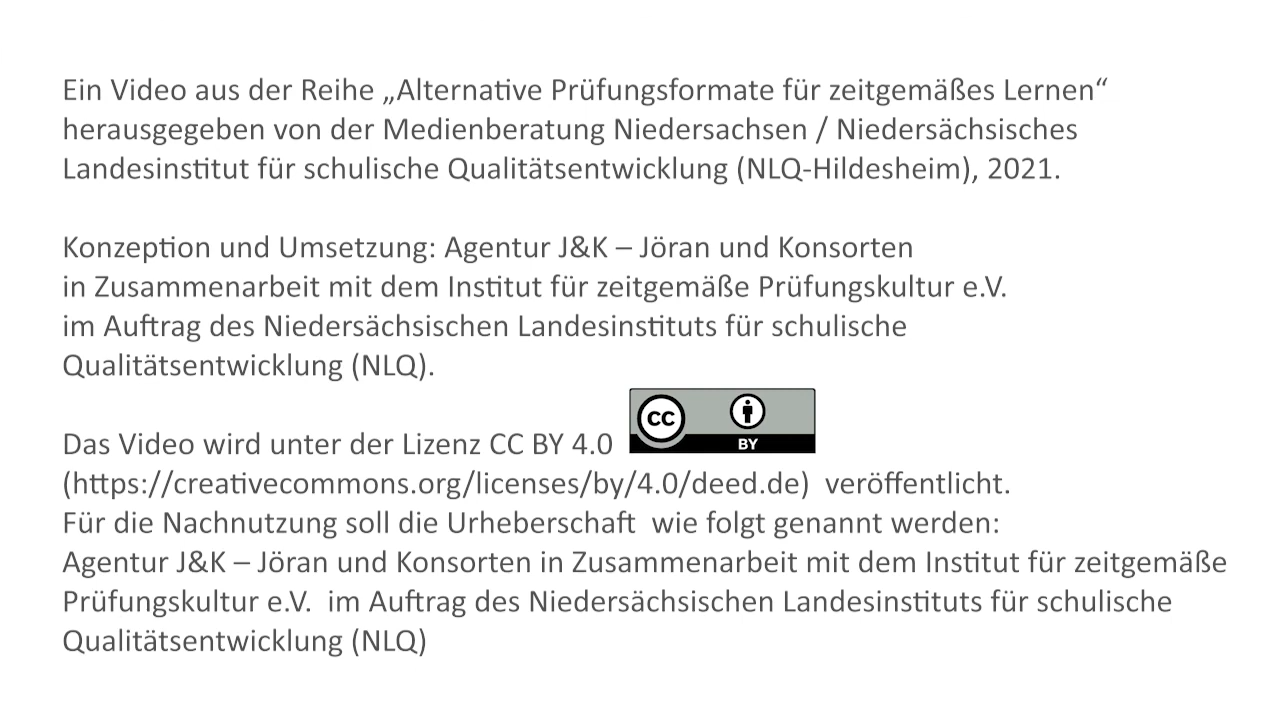 Ein Video aus der Reihe „Alternative Prüfungsformate für zeitgemäßes Lernen“
herausgegeben von der Medienberatung Niedersachsen / Niedersächsisches
Landesinstitut für schulische Qualitätsentwicklung (NLQ-Hildesheim), 2021.
Konzeption und Umsetzung: Agentur J&K – Jöran und Konsorten
in Zusammenarbeit mit dem Institut für zeitgemäße Prüfungskultur e.V.
im Auftrag des Niedersächsischen Landesinstituts für schulische
Qualitätsentwicklung (NLQ).
Das Video wird unter der Lizenz CC BY 4.0 CC BY
(https://creativecommons.org/licenses/by/4.0/deed.de)  veröffentlicht.
Für die Nachnutzung soll die Urheberschaft  wie folgt genannt werden:
Agentur J&K – Jöran und Konsorten in Zusammenarbeit mit dem Institut für zeitgemäße
Prüfungskultur e.V.  im Auftrag des Niedersächsischen Landesinstituts für schulische
Qualitätsentwicklung (NLQ)